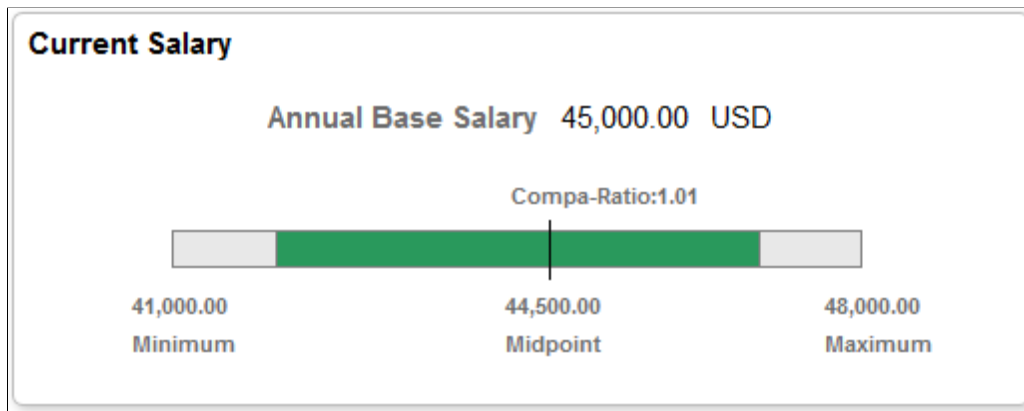 Current Salary
Annual Base Salary 45,000.00 USD
Compa-Ratio:1.01
41,000.00 44,500.00 48,000.00
Minimum Midpoint Maximum